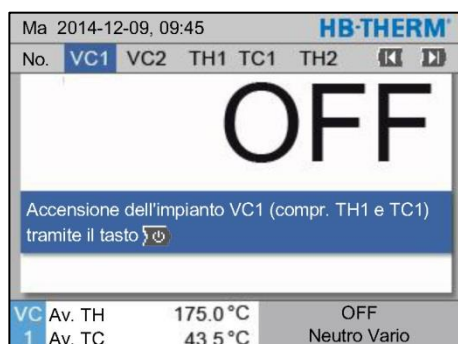 Ma 2014-12-09, 09:45 HB-THERM®
No. VC1 VC2 TH1 TC1 TH2
OFF
Accensione dell'impianto VC1 (compr. TH1 e TC1)
tramite il tasto
VC Av. TH 175.0 °C OFF
1 Av. TC 43.5 °C Neutro Vario